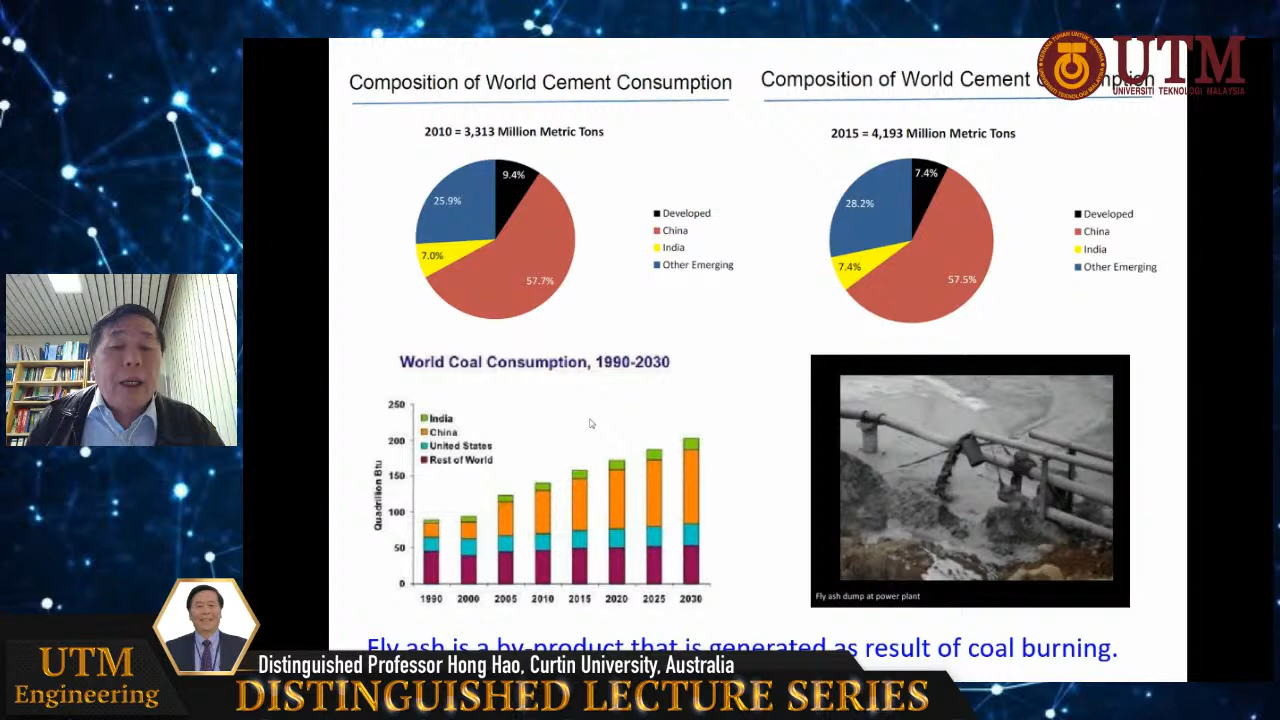 Composition of World Cement Consumption
2010 = 3,313 Million Metric Tons
9.4%
25.9%
7.0%
57.7%
Developed
China
India
Other Emerging
Composition of World Cement Consumption
UTM
UNIVERSITI TEKNOLOGI MALAYSIA
2015 = 4,193 Million Metric Tons
7.4%
28.2%
7.4%
57.5%
Developed
China
India
Other Emerging
World Coal Consumption, 1990-2030
Quadrillion Btu
250
200
150
100
50
0
India
China
United States
Rest of World
1990 2000 2005 2010 2015 2020 2025 2030
Fly ash dump at power plant
Fly ash is a by-product that is generated as result of coal burning.
UTM
Engineering
Distinguished Professor Hong Hao, Curtin University, Australia
DISTINGUISHED LECTURE SERIES